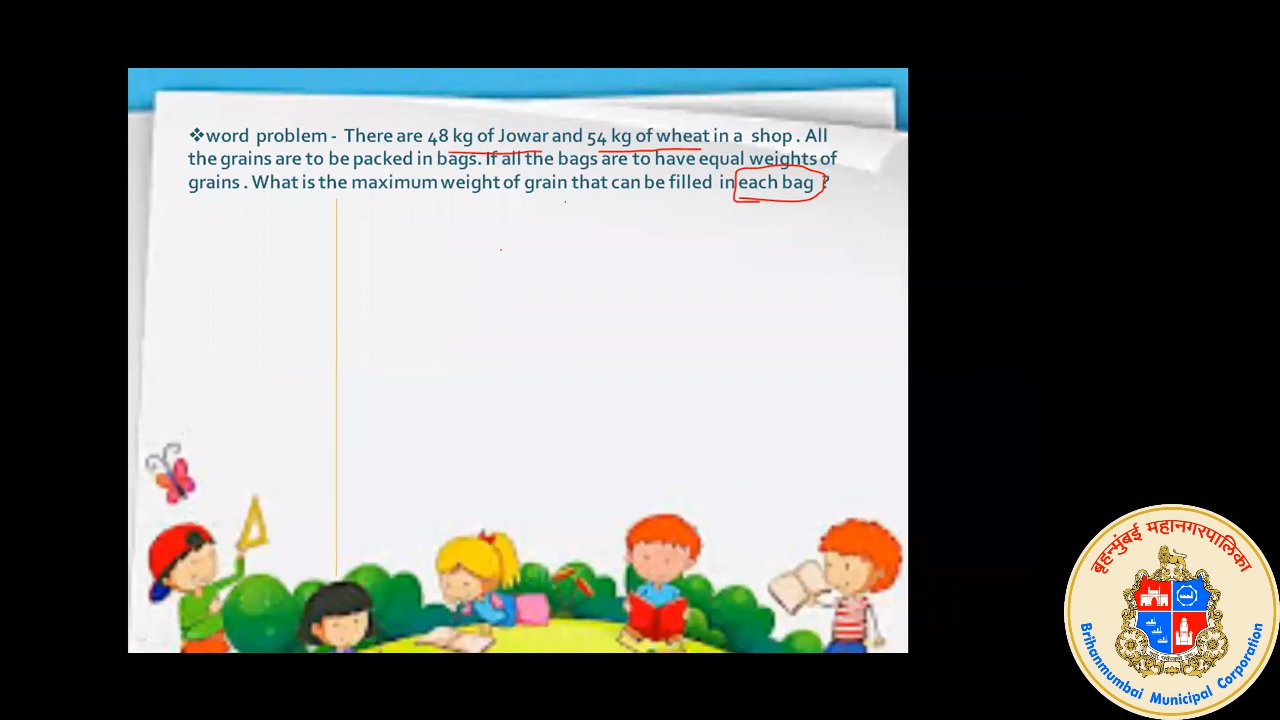 ❖word problem - There are 48 kg of Jowar and 54 kg of wheat in a shop . All
the grains are to be packed in bags. If all the bags are to have equal weights of
grains . What is the maximum weight of grain that can be filled in each bag ?
बृहन्मुंबई महानगरपालिका
Brihanmumbai Municipal Corporation